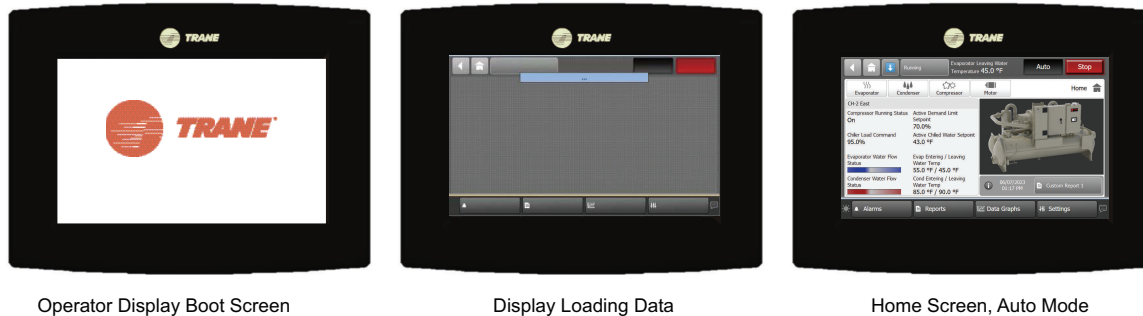 TRANE
TRANE
Operator Display Boot Screen
TRANE
Display Loading Data
TRANE
Running
Evaporator Leaving Water
Temperature 45.0 °F
Auto
Stop
Evaporator
Condenser
Compressor
Motor
Home
CH-2 East
Compressor Running Status
On
Active Demand Limit
Setpoint
70.0%
Chiller Load Command
95.0%
Active Chilled Water Setpoint
43.0 °F
Evaporator Water Flow
Status
Evap Entering / Leaving
Water Temp
55.0 °F / 45.0 °F
Condenser Water Flow
Status
Cond Entering / Leaving
Water Temp
85.0 °F / 90.0 °F
02:17 PM
Custom Report 1
Alarms
Reports
Data Graphs
Settings
Home Screen, Auto Mode